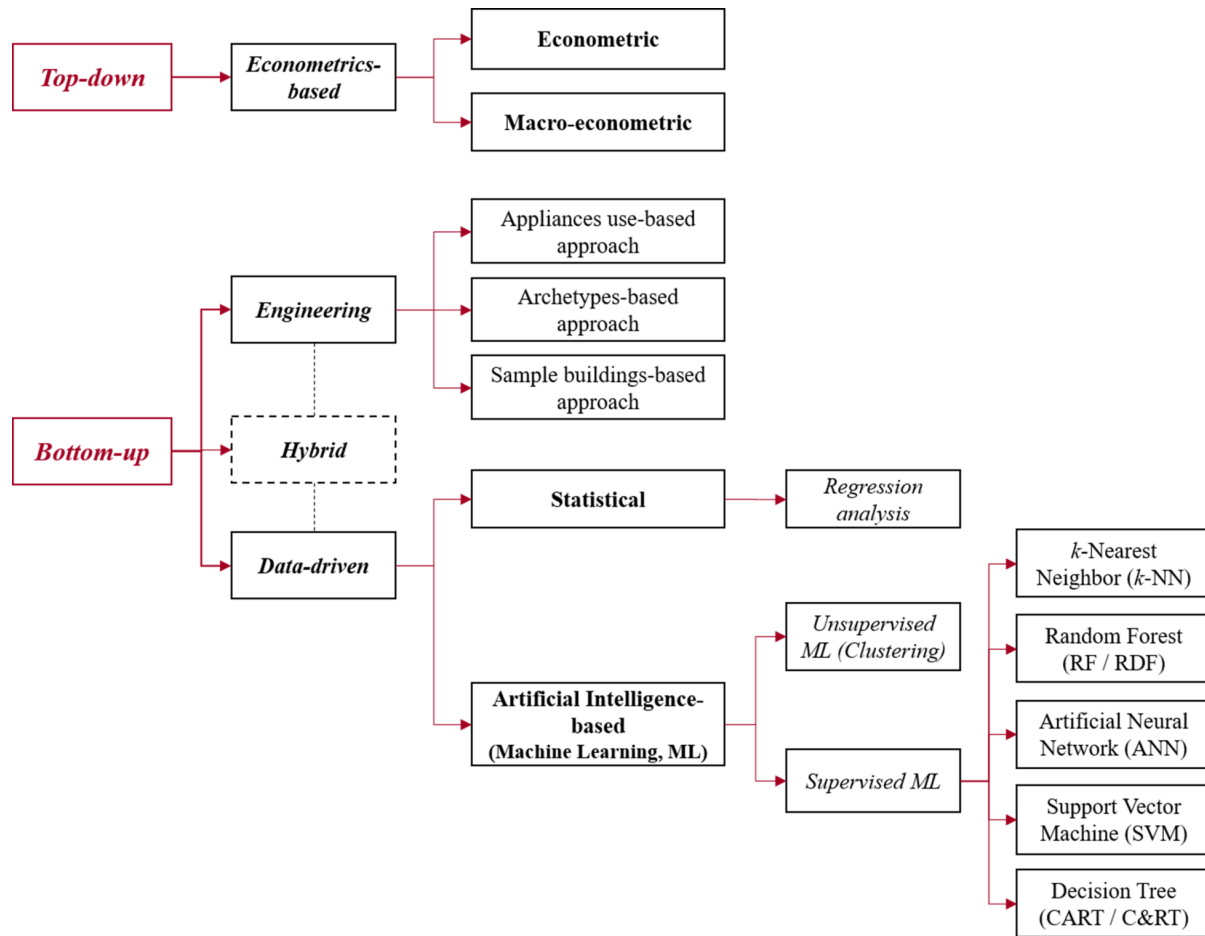 Top-down
Econometrics-
based
Econometric
Macro-econometric
Bottom-up
Engineering
Hybrid
Data-driven
Appliances use-based
approach
Archetypes-based
approach
Sample buildings-based
approach
Statistical
Regression
analysis
Artificial Intelligence-
based
(Machine Learning, ML)
Unsupervised
ML (Clustering)
Supervised ML
k-Nearest
Neighbor (k-NN)
Random Forest
(RF / RDF)
Artificial Neural
Network (ANN)
Support Vector
Machine (SVM)
Decision Tree
(CART / C&RT)